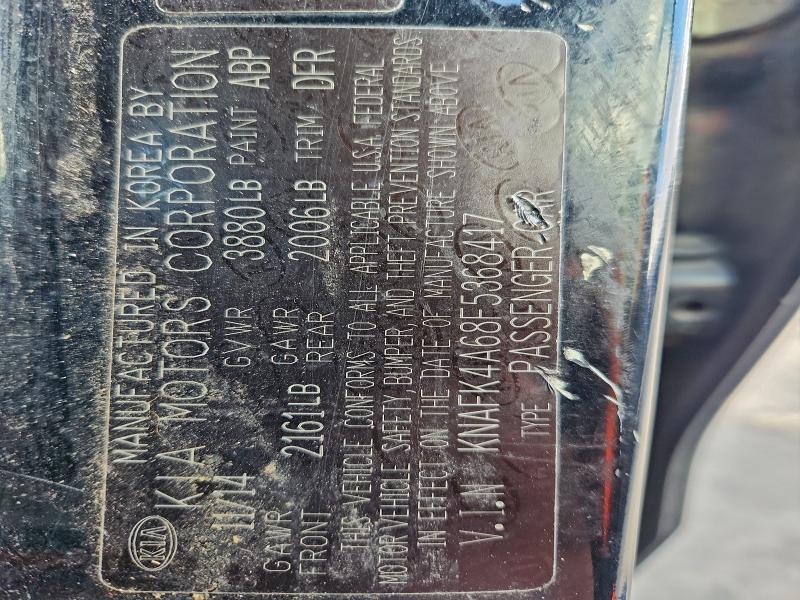 MANUFACTURED IN KOREA BY
KIA KIA MOTORS CORPORATION
11/14 GVWR 3880LB PAINT ABP
GAWR FRONT 2161LB GAWR REAR 2006LB TRIM DFR
THIS VEHICLE CONFORMS TO ALL APPLICABLE U.S.A. FEDERAL
MOTOR VEHICLE SAFETY, BUMPER, AND THEFT PREVENTION STANDARDS
IN EFFECT ON THE DATE OF MANUFACTURE SHOWN ABOVE
V.I.N KNAFK4A68F5368417
TYPE PASSENGER CAR